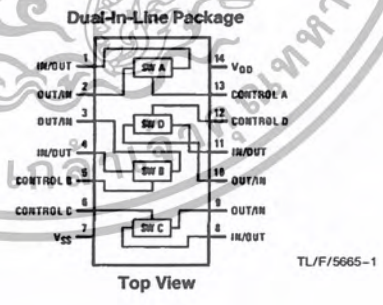 Dual-In-Line Package
IN/OUT 1 14 VDD
SW A
OUT/IN 2 13 CONTROL A
OUT/IN 3 12 CONTROL D
SW D
IN/OUT 4 11 IN/OUT
SW B
CONTROL B 5 10 OUT/IN
CONTROL C 6 9 OUT/IN
SW C
VSS 7 8 IN/OUT
TL/F/5665-1
Top View